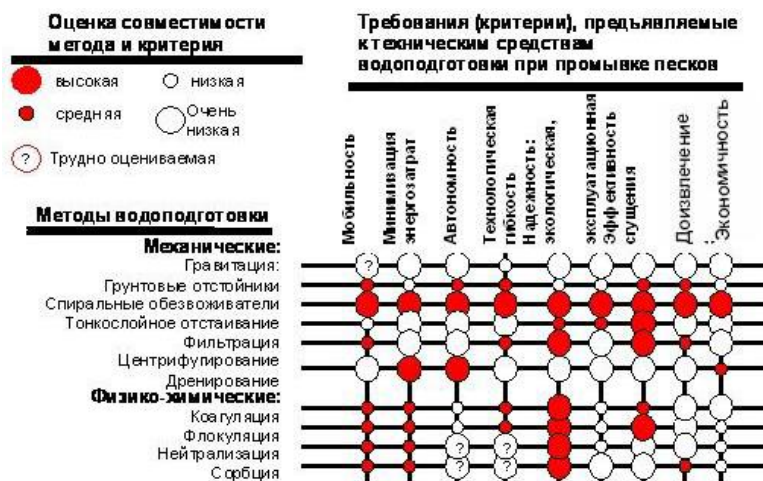 Оценка совместимости
метода и критерия
высокая
низкая
средняя
Очень
низкая
? Трудно оцениваемая
Требования (критерии), предъявляемые
к техническим средствам
водоподготовки при промывке песков
Мобильность
Минимизация
энергозатрат
Автономность
Технологическая
гибкость
Надежность:
экологическая,
эксплуатационная
Эффективность
сгущения
Доизвлечение
Экономичность
Методы водоподготовки
Механические:
Гравитация:
?
Грунтовые отстойники
Спиральные обезвоживатели
Тонкослойное отстаивание
Фильтрация
Центрифугирование
Дренирование
Физико-химические:
Коагуляция
Флокуляция
Нейтрализация
? ?
Сорбция
? ?